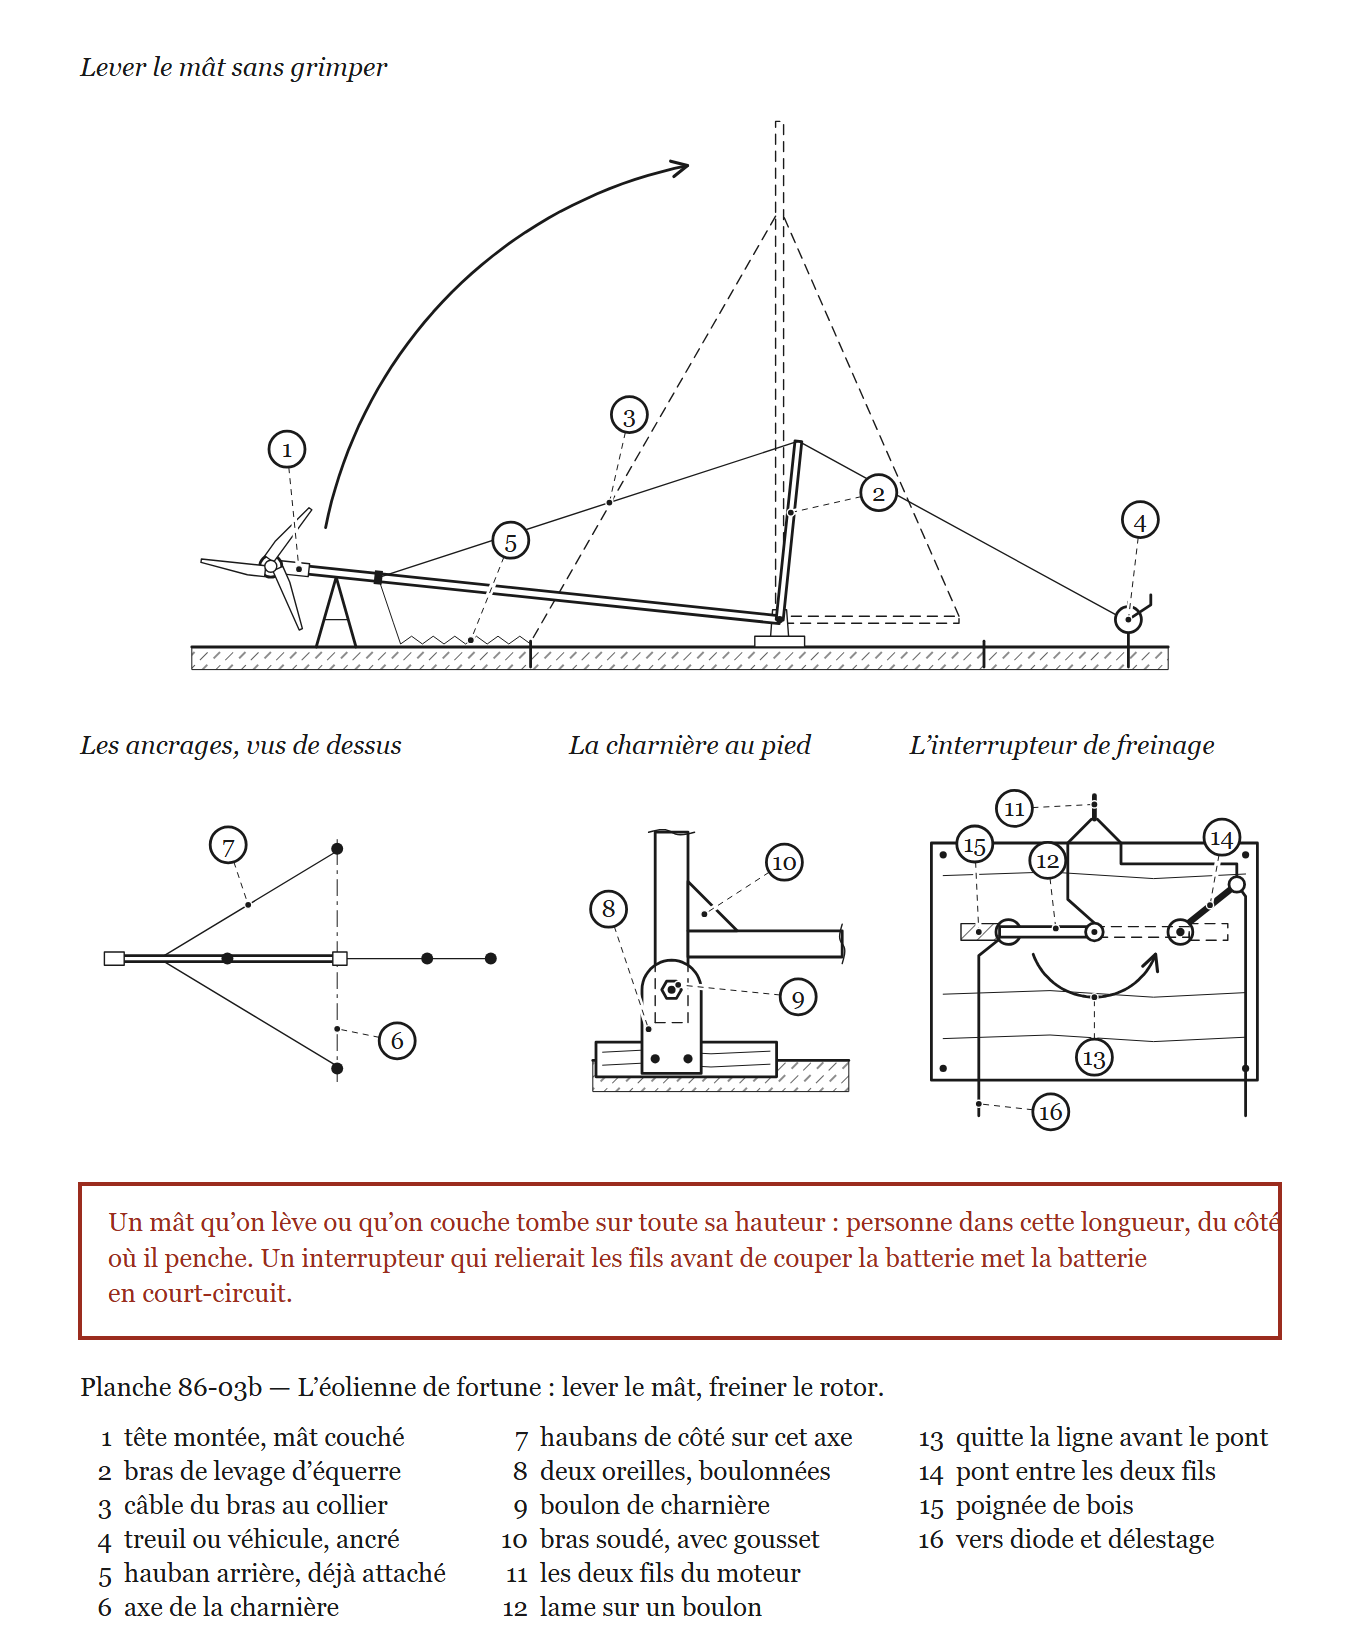 Lever le mât sans grimper
3
1
2
4
5
Les ancrages, vus de dessus
La charnière au pied
L’interrupteur de freinage
11
7
15
12
14
10
8
9
6
13
16
Un mât qu’on lève ou qu’on couche tombe sur toute sa hauteur : personne dans cette longueur, du côté
où il penche. Un interrupteur qui relierait les fils avant de couper la batterie met la batterie
en court-circuit.
Planche 86-03b — L’éolienne de fortune : lever le mât, freiner le rotor.
1 tête montée, mât couché
2 bras de levage d’équerre
3 câble du bras au collier
4 treuil ou véhicule, ancré
5 hauban arrière, déjà attaché
6 axe de la charnière
7 haubans de côté sur cet axe
8 deux oreilles, boulonnées
9 boulon de charnière
10 bras soudé, avec gousset
11 les deux fils du moteur
12 lame sur un boulon
13 quitte la ligne avant le pont
14 pont entre les deux fils
15 poignée de bois
16 vers diode et délestage